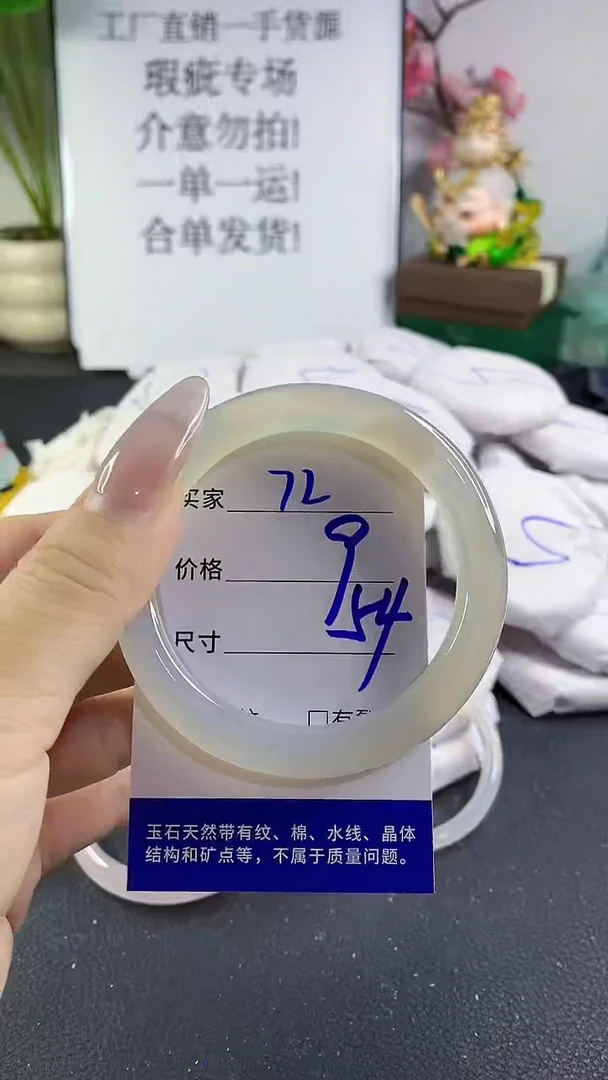 工厂直销一手货源
瑕疵专场
介意勿拍!
一单一运!
合单发货!
买家 72
价格 9
尺寸 54
口有
玉石天然带有纹、棉、水线、晶体
结构和矿点等，不属于质量问题。